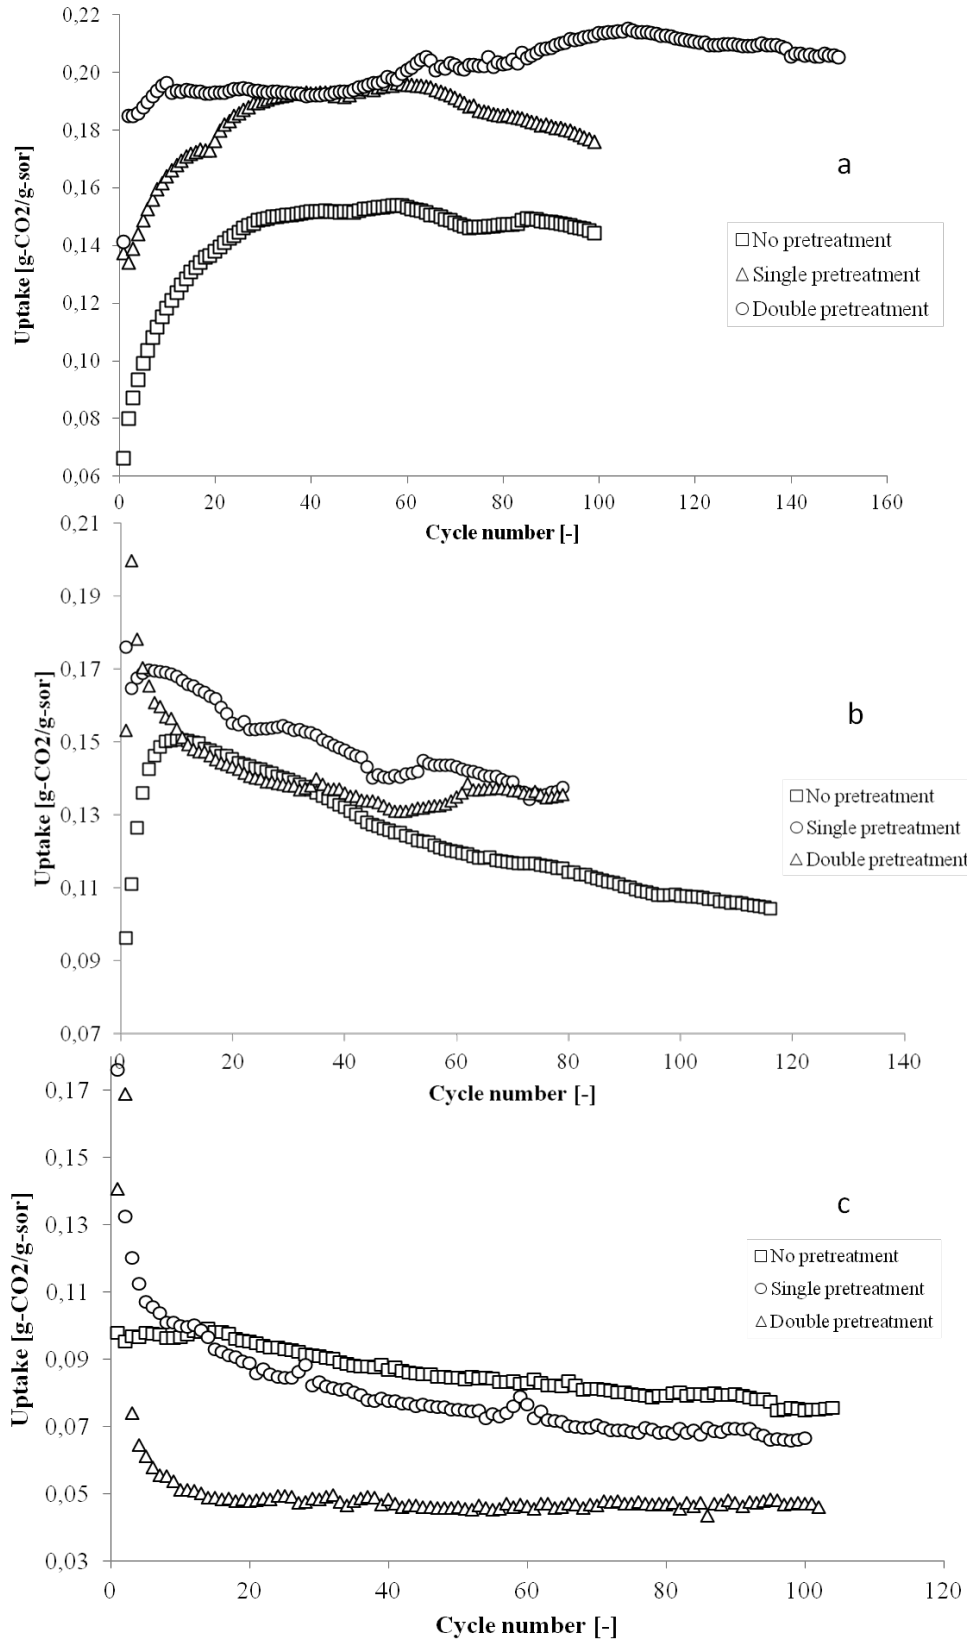 0,22
0,20
0,18
0,16
0,14
0,12
0,10
0,08
0,06
Uptake [g-CO2/g-sor]
a
No pretreatment
Single pretreatment
Double pretreatment
0 20 40 60 80 100 120 140 160
Cycle number [-]
0,21
0,19
0,17
0,15
0,13
0,11
0,09
0,07
Uptake [g-CO2/g-sor]
b
No pretreatment
Single pretreatment
Double pretreatment
0 20 40 60 80 100 120 140
Cycle number [-]
0,17
0,15
0,13
0,11
0,09
0,07
0,05
0,03
Uptake [g-CO2/g-sor]
c
No pretreatment
Single pretreatment
Double pretreatment
0 20 40 60 80 100 120
Cycle number [-]